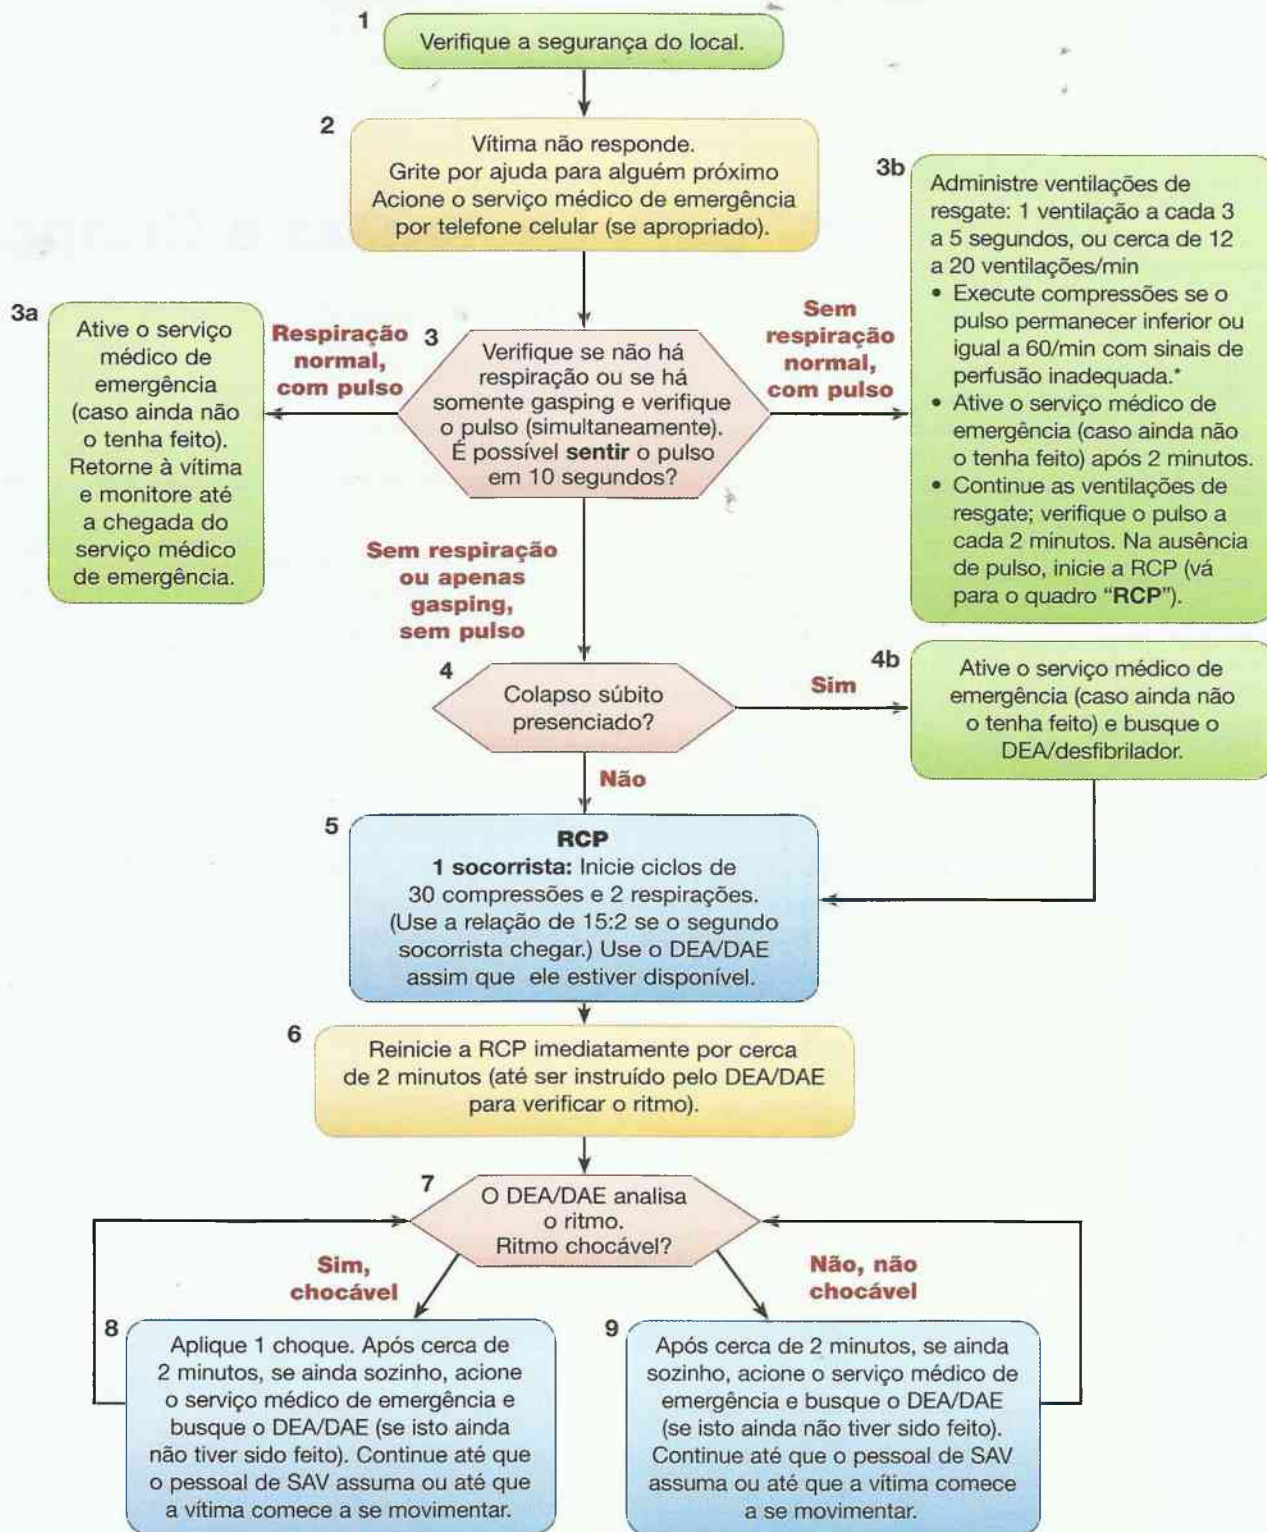 1
Verifique a segurança do local.
2
Vítima não responde.
Grite por ajuda para alguém próximo
Acione o serviço médico de emergência
por telefone celular (se apropriado).
3a
Ative o serviço
médico de
emergência
(caso ainda não
o tenha feito).
Retorne à vítima
e monitore até
a chegada do
serviço médico
de emergência.
Respiração
normal,
com pulso
3
Verifique se não há
respiração ou se há
somente gasping e verifique
o pulso (simultaneamente).
É possível sentir o pulso
em 10 segundos?
Sem
respiração
normal,
com pulso
3b
Administre ventilações de
resgate: 1 ventilação a cada 3
a 5 segundos, ou cerca de 12
a 20 ventilações/min
• Execute compressões se o
pulso permanecer inferior ou
igual a 60/min com sinais de
perfusão inadequada.*
• Ative o serviço médico de
emergência (caso ainda não
o tenha feito) após 2 minutos.
• Continue as ventilações de
resgate; verifique o pulso a
cada 2 minutos. Na ausência
de pulso, inicie a RCP (vá
para o quadro “RCP”).
Sem respiração
ou apenas
gasping,
sem pulso
4
Colapso súbito
presenciado?
Sim
4b
Ative o serviço médico de
emergência (caso ainda não
o tenha feito) e busque o
DEA/desfibrilador.
Não
5
RCP
1 socorrista: Inicie ciclos de
30 compressões e 2 respirações.
(Use a relação de 15:2 se o segundo
socorrista chegar.) Use o DEA/DAE
assim que ele estiver disponível.
6
Reinicie a RCP imediatamente por cerca
de 2 minutos (até ser instruído pelo DEA/DAE
para verificar o ritmo).
7
O DEA/DAE analisa
o ritmo.
Ritmo chocável?
Sim,
chocável
Não, não
chocável
8
Aplique 1 choque. Após cerca de
2 minutos, se ainda sozinho, acione
o serviço médico de emergência e
busque o DEA/DAE (se isto ainda
não tiver sido feito). Continue até que
o pessoal de SAV assuma ou até que
a vítima comece a se movimentar.
9
Após cerca de 2 minutos, se ainda
sozinho, acione o serviço médico de
emergência e busque o DEA/DAE
(se isto ainda não tiver sido feito).
Continue até que o pessoal de SAV
assuma ou até que a vítima comece
a se movimentar.